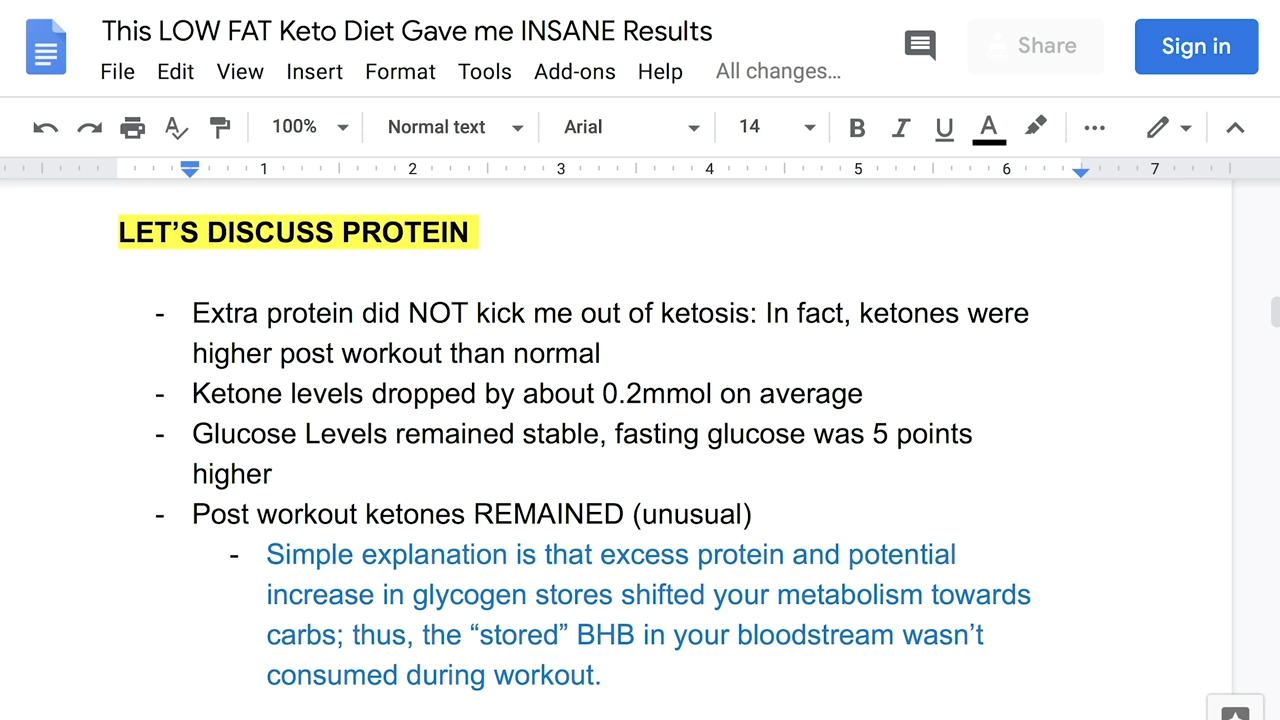 This LOW FAT Keto Diet Gave me INSANE Results
File Edit View Insert Format Tools Add-ons Help All changes…
Share
Sign in
100% Normal text Arial 14 B I U A
1 2 3 4 5 6 7
LET’S DISCUSS PROTEIN
- Extra protein did NOT kick me out of ketosis: In fact, ketones were
higher post workout than normal
- Ketone levels dropped by about 0.2mmol on average
- Glucose Levels remained stable, fasting glucose was 5 points
higher
- Post workout ketones REMAINED (unusual)
- Simple explanation is that excess protein and potential
increase in glycogen stores shifted your metabolism towards
carbs; thus, the “stored” BHB in your bloodstream wasn’t
consumed during workout.